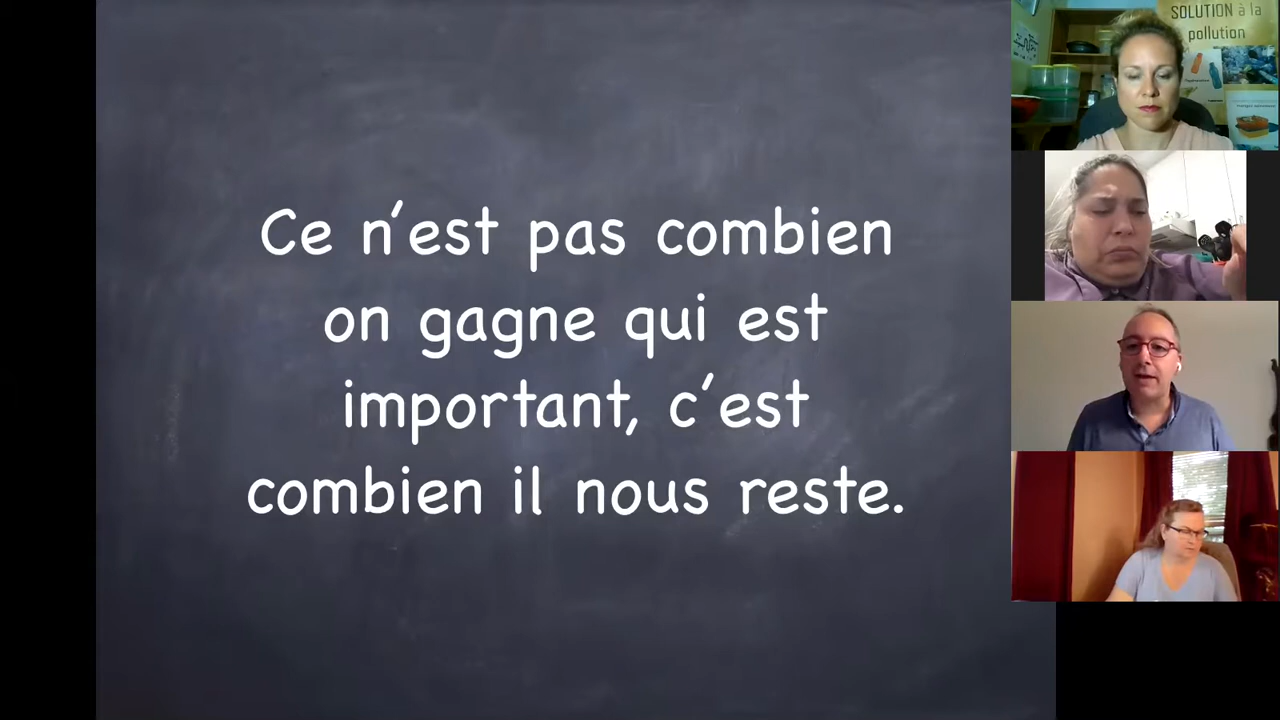 Ce n'est pas combien
on gagne qui est
important, c'est
combien il nous reste.
SOLUTION à la
pollution